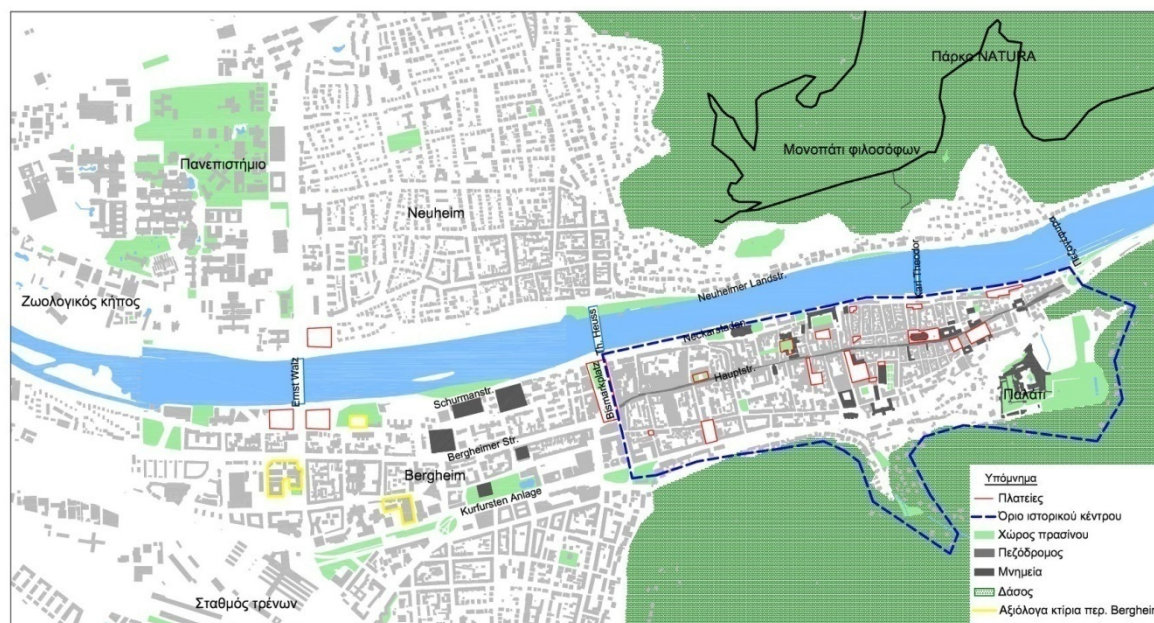 Πάρκο NATURA
Μονοπάτι φιλοσόφων
Πανεπιστήμιο
Neuheim
Ζωολογικός κήπος
Πεζογέφυρα
Karl Theodor
Neuheimer Landstr.
Neckarstaden
Th. Heuss
Ernst Walz
Bismarkplatz
Hauptstr.
Schurmanstr.
Παλάτι
Bergheimer Str.
Bergheim
Kurfursten Anlage
Σταθμός τρένων
Υπόμνημα
Πλατείες
Όριο ιστορικού κέντρου
Χώρος πρασίνου
Πεζόδρομος
Μνημεία
Δάσος
Αξιόλογα κτίρια περ. Bergheim